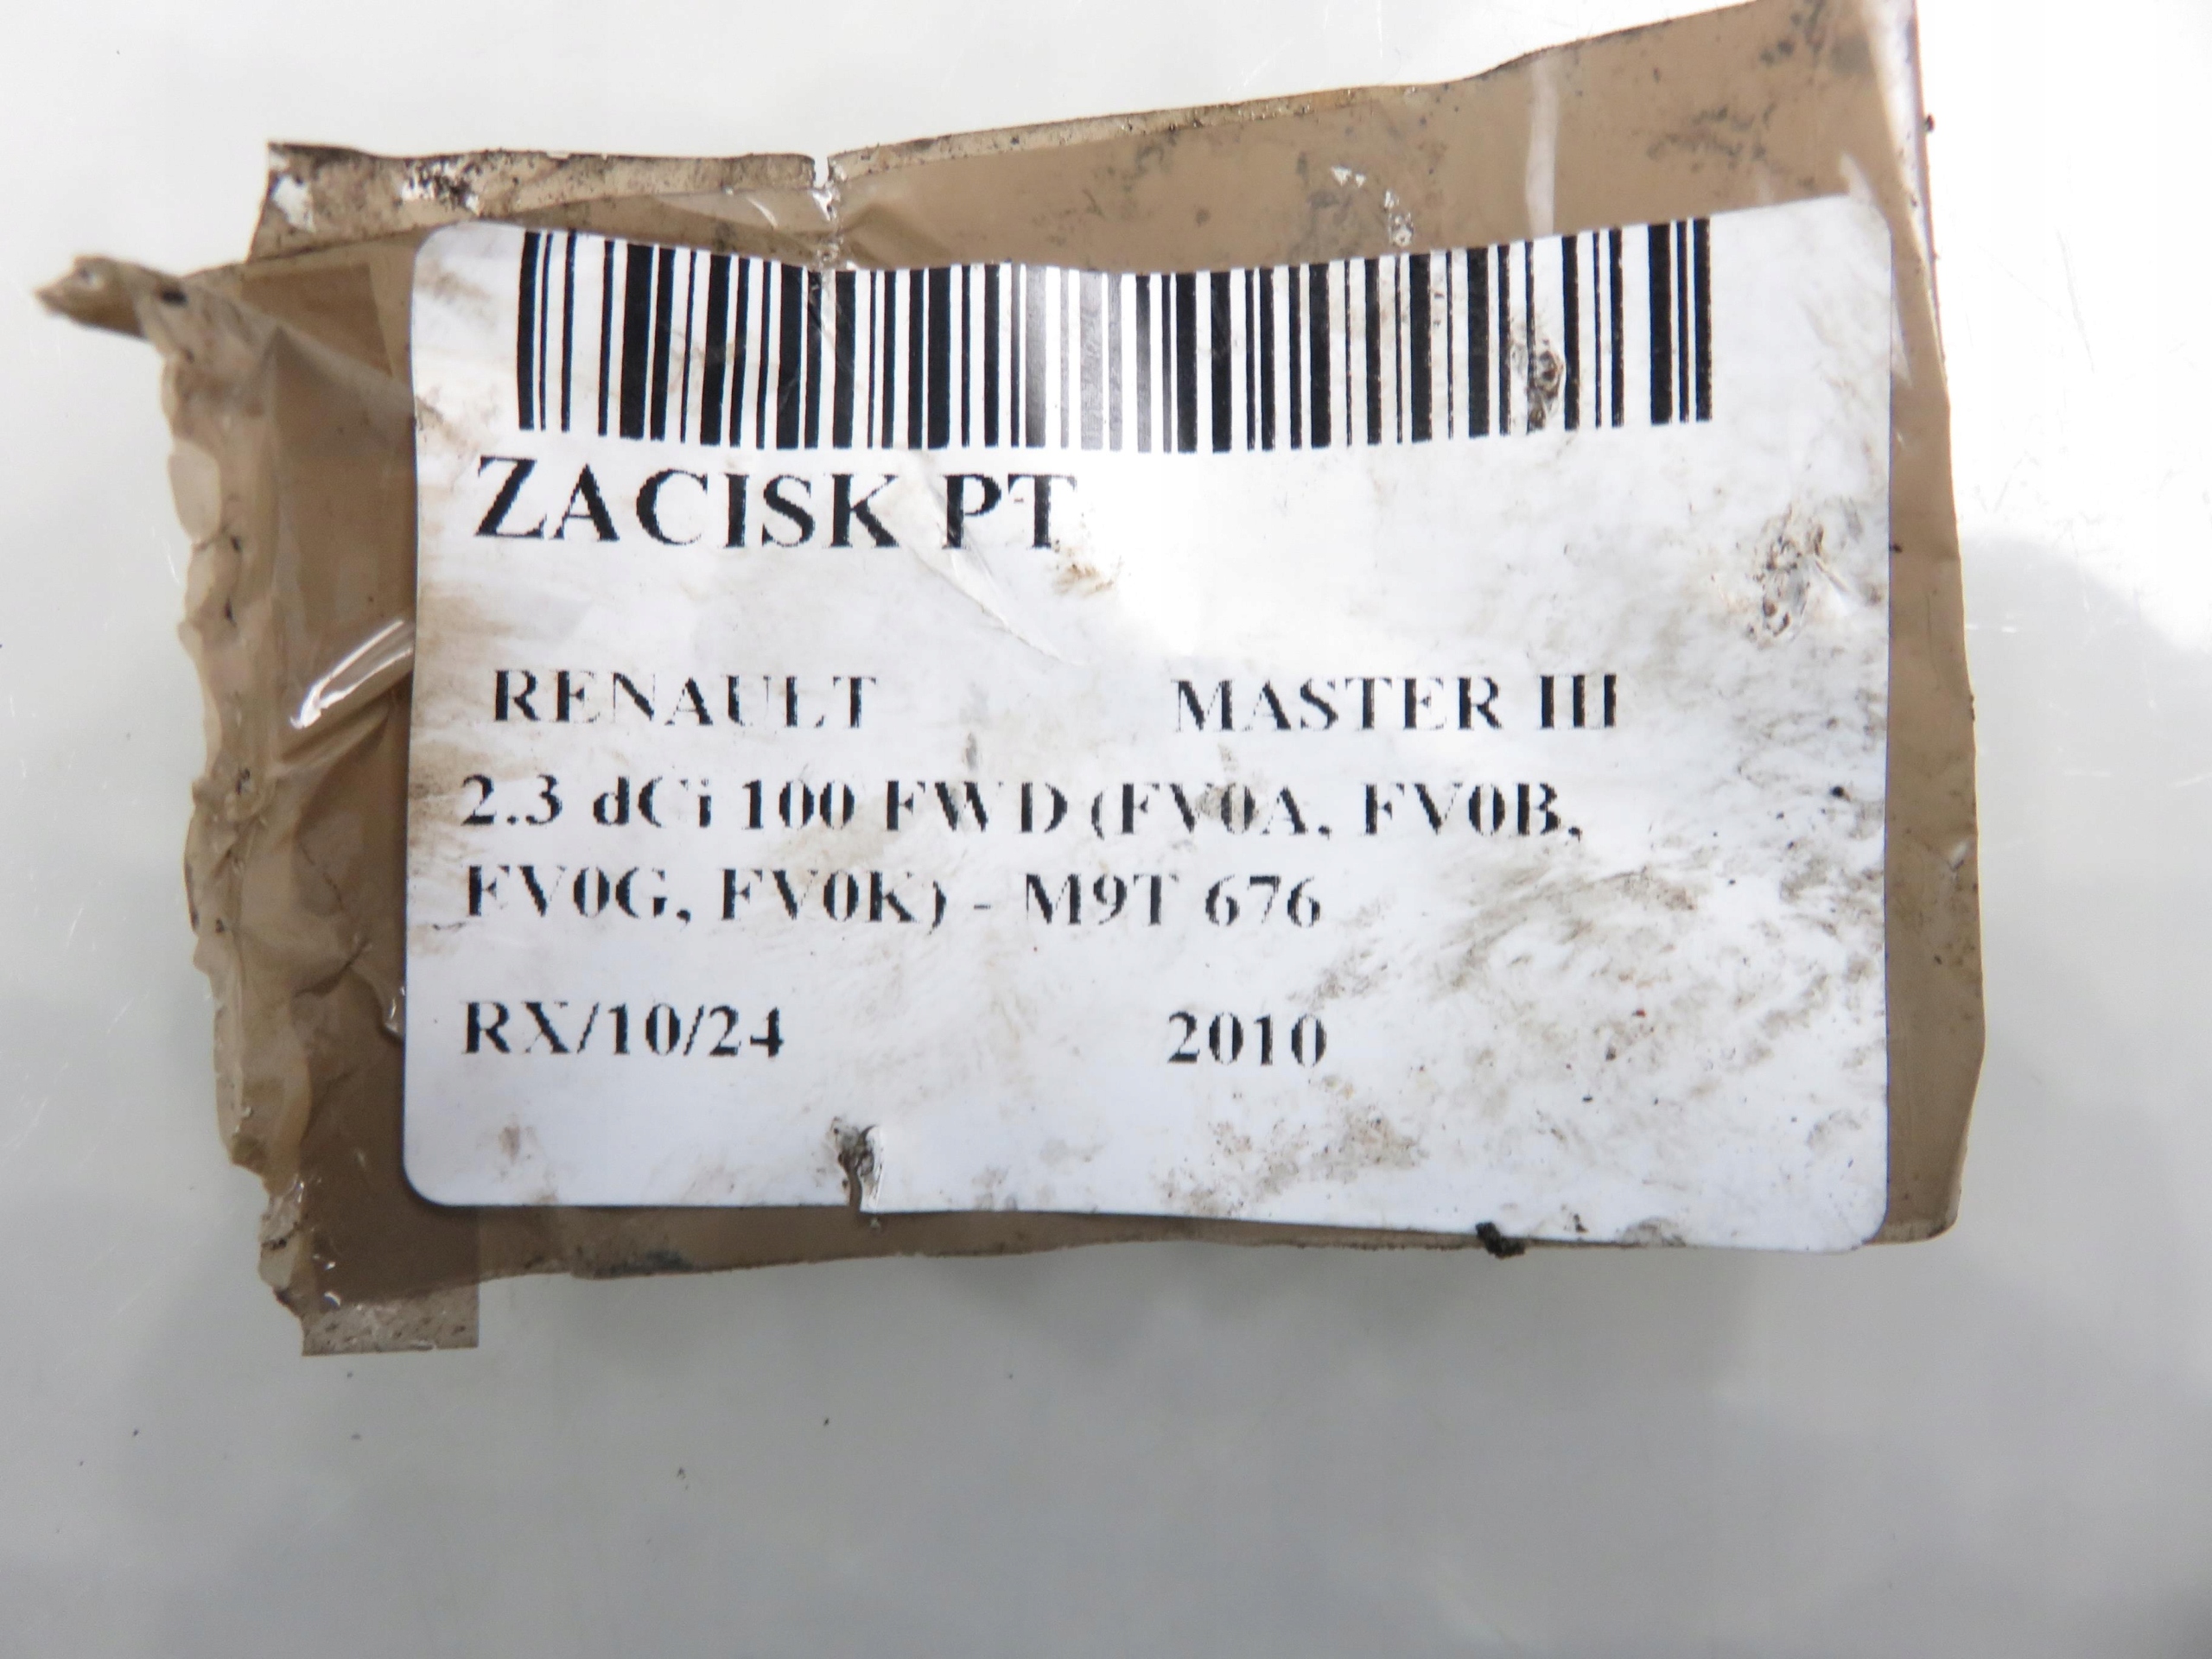 ZACISK PT
RENAULT MASTER III
2.3 dCi 100 FWD (FV0A, FV0B,
FV0G, FV0K) - M9T 676
RX/10/24 2010